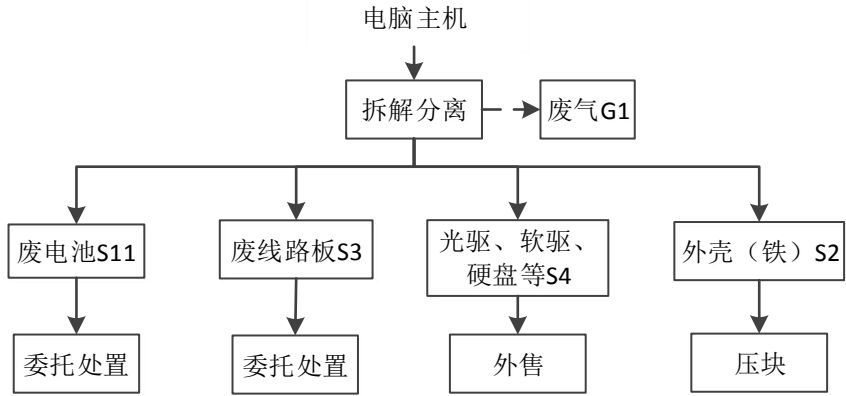 电脑主机
拆解分离
废气G1
废电池S11
废线路板S3
光驱、软驱、
硬盘等S4
外壳（铁）S2
委托处置
委托处置
外售
压块